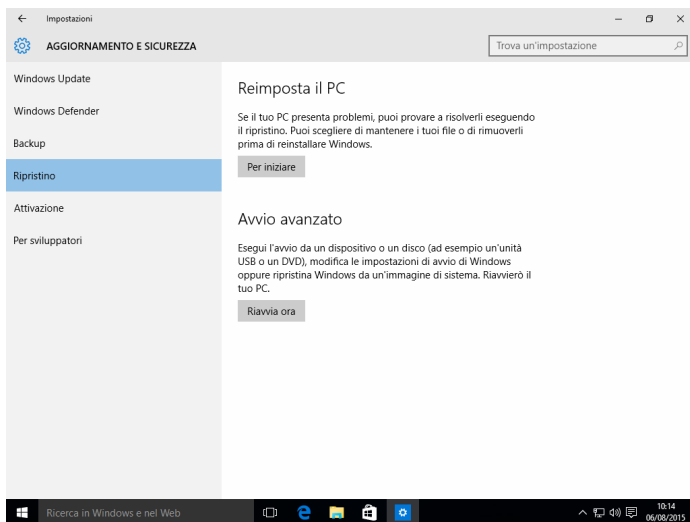 Impostazioni
AGGIORNAMENTO E SICUREZZA
Trova un'impostazione
Windows Update
Windows Defender
Backup
Ripristino
Attivazione
Per sviluppatori
Reimposta il PC
Se il tuo PC presenta problemi, puoi provare a risolverli eseguendo
il ripristino. Puoi scegliere di mantenere i tuoi file o di rimuoverli
prima di reinstallare Windows.
Per iniziare
Avvio avanzato
Esegui l'avvio da un dispositivo o un disco (ad esempio un'unità
USB o un DVD), modifica le impostazioni di avvio di Windows
oppure ripristina Windows da un'immagine di sistema. Riavvierò il
tuo PC.
Riavvia ora
Ricerca in Windows e nel Web
10:14
06/08/2015